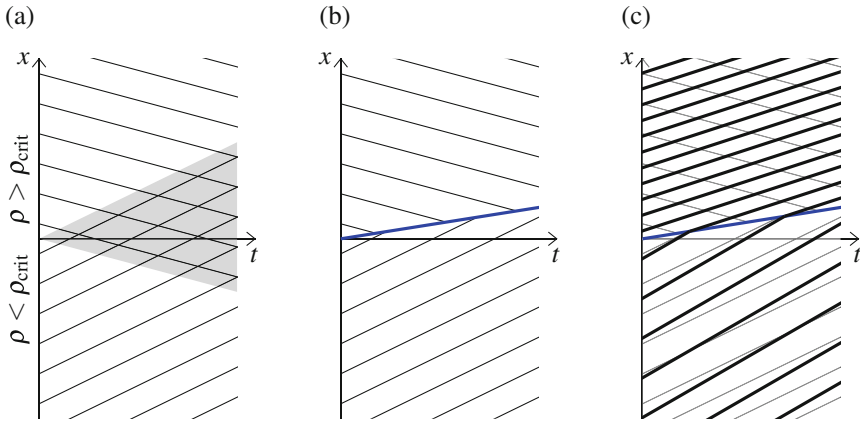 (a)
(b)
(c)
x
x
x
ρ < ρcrit ρ > ρcrit
t
t
t